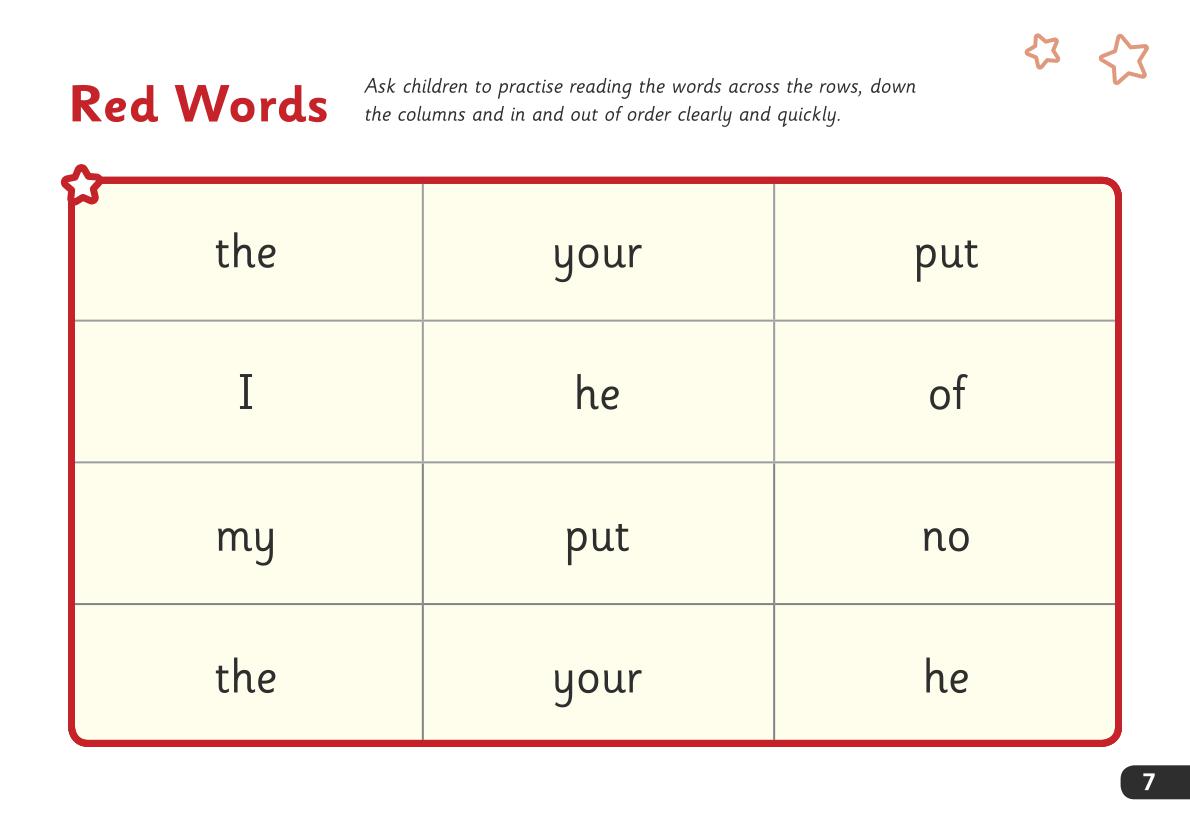 Red Words
Ask children to practise reading the words across the rows, down
the columns and in and out of order clearly and quickly.
the your put
I he of
my put no
the your he
7